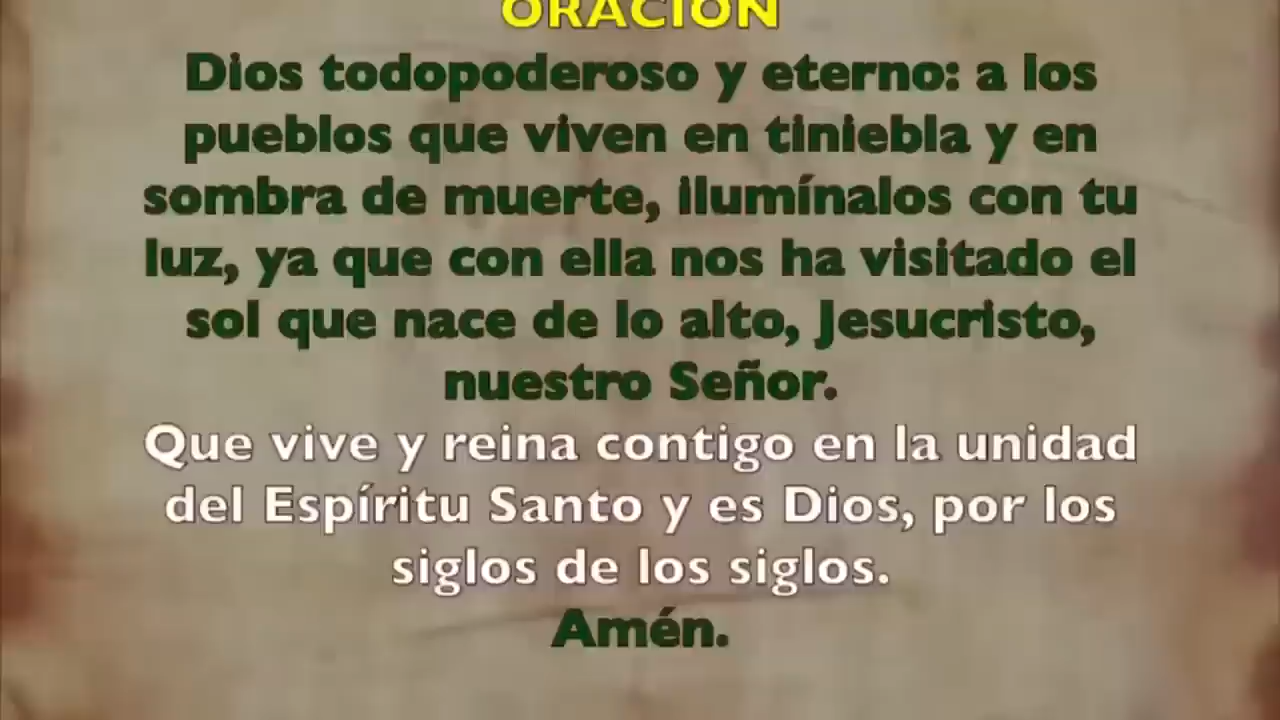 ORACIÓN
Dios todopoderoso y eterno: a los
pueblos que viven en tiniebla y en
sombra de muerte, ilumínalos con tu
luz, ya que con ella nos ha visitado el
sol que nace de lo alto, Jesucristo,
nuestro Señor.
Que vive y reina contigo en la unidad
del Espíritu Santo y es Dios, por los
siglos de los siglos.
Amén.